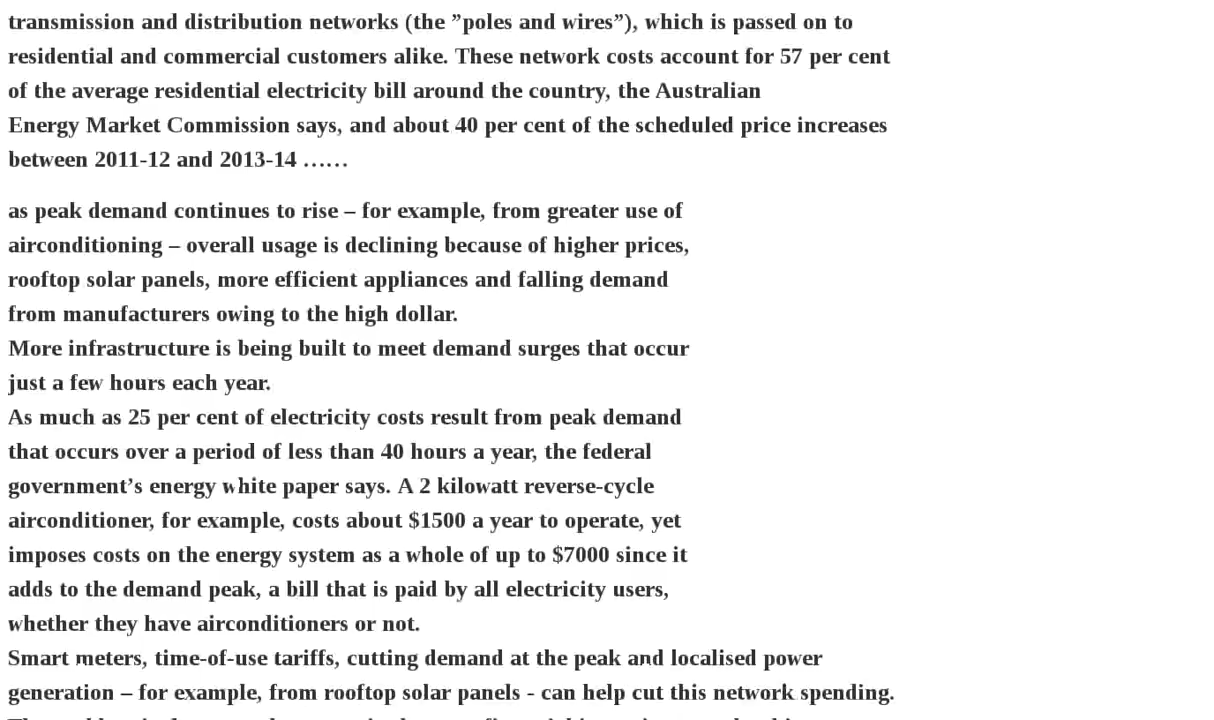 transmission and distribution networks (the ”poles and wires”), which is passed on to
residential and commercial customers alike. These network costs account for 57 per cent
of the average residential electricity bill around the country, the Australian
Energy Market Commission says, and about 40 per cent of the scheduled price increases
between 2011-12 and 2013-14 ……
as peak demand continues to rise – for example, from greater use of
airconditioning – overall usage is declining because of higher prices,
rooftop solar panels, more efficient appliances and falling demand
from manufacturers owing to the high dollar.
More infrastructure is being built to meet demand surges that occur
just a few hours each year.
As much as 25 per cent of electricity costs result from peak demand
that occurs over a period of less than 40 hours a year, the federal
government’s energy white paper says. A 2 kilowatt reverse-cycle
airconditioner, for example, costs about $1500 a year to operate, yet
imposes costs on the energy system as a whole of up to $7000 since it
adds to the demand peak, a bill that is paid by all electricity users,
whether they have airconditioners or not.
Smart meters, time-of-use tariffs, cutting demand at the peak and localised power
generation – for example, from rooftop solar panels - can help cut this network spending.